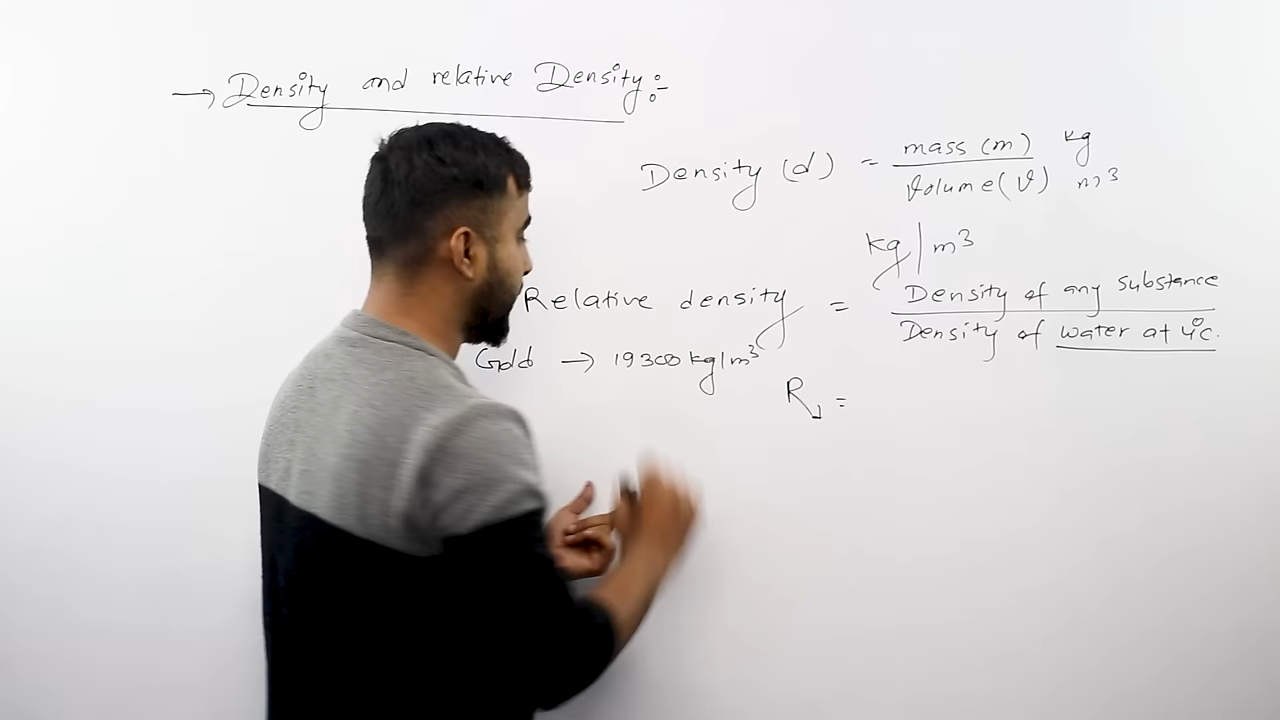 → Density and relative Density:-
Density (d) = mass (m) / Volume (V) kg m³
kg/m³
Relative density = Density of any substance / Density of water at 4°c.
Gold → 19300 kg/m³
Rd =